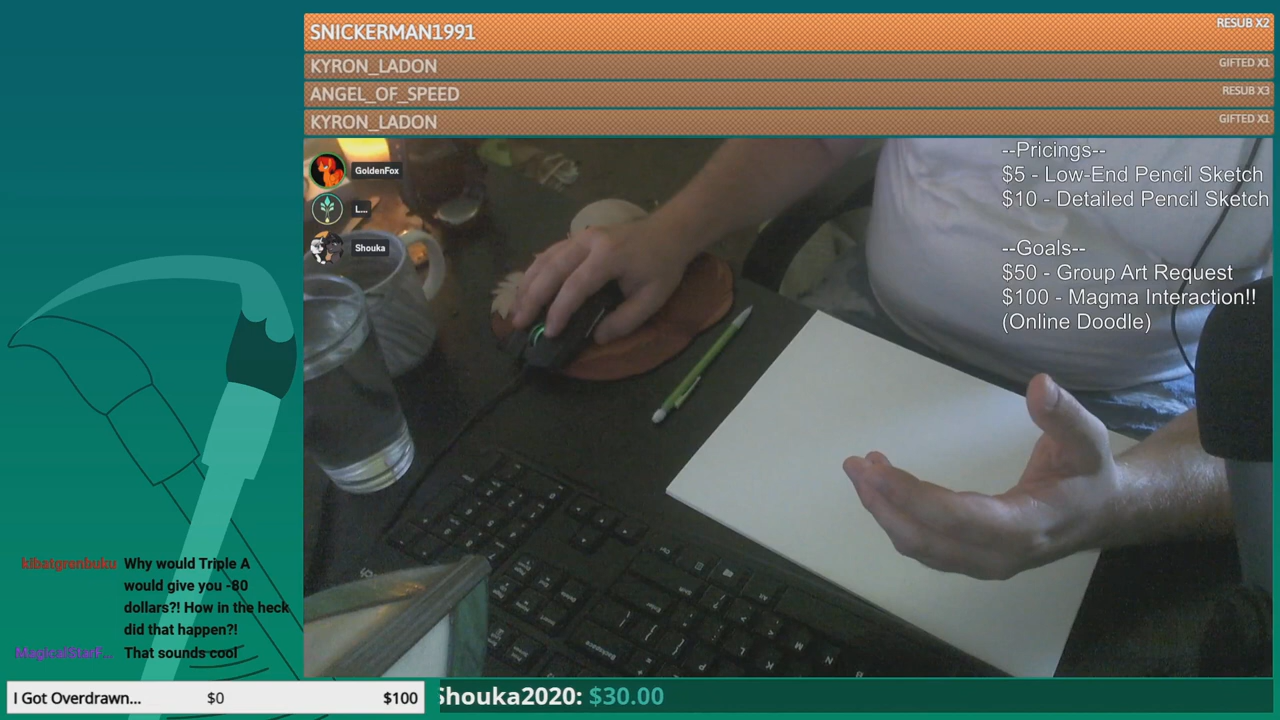 SNICKERMAN1991
RESUB X2
KYRON_LADON
GIFTED X1
ANGEL_OF_SPEED
RESUB X3
KYRON_LADON
GIFTED X1
GoldenFox
L...
Shouka
--Pricings--
$5 - Low-End Pencil Sketch
$10 - Detailed Pencil Sketch
--Goals--
$50 - Group Art Request
$100 - Magma Interaction!!
(Online Doodle)
kibatgronbuku Why would Triple A
would give you -80
dollars?! How in the heck
did that happen?!
That sounds cool
I Got Overdrawn... $0 $100
Shouka2020: $30.00